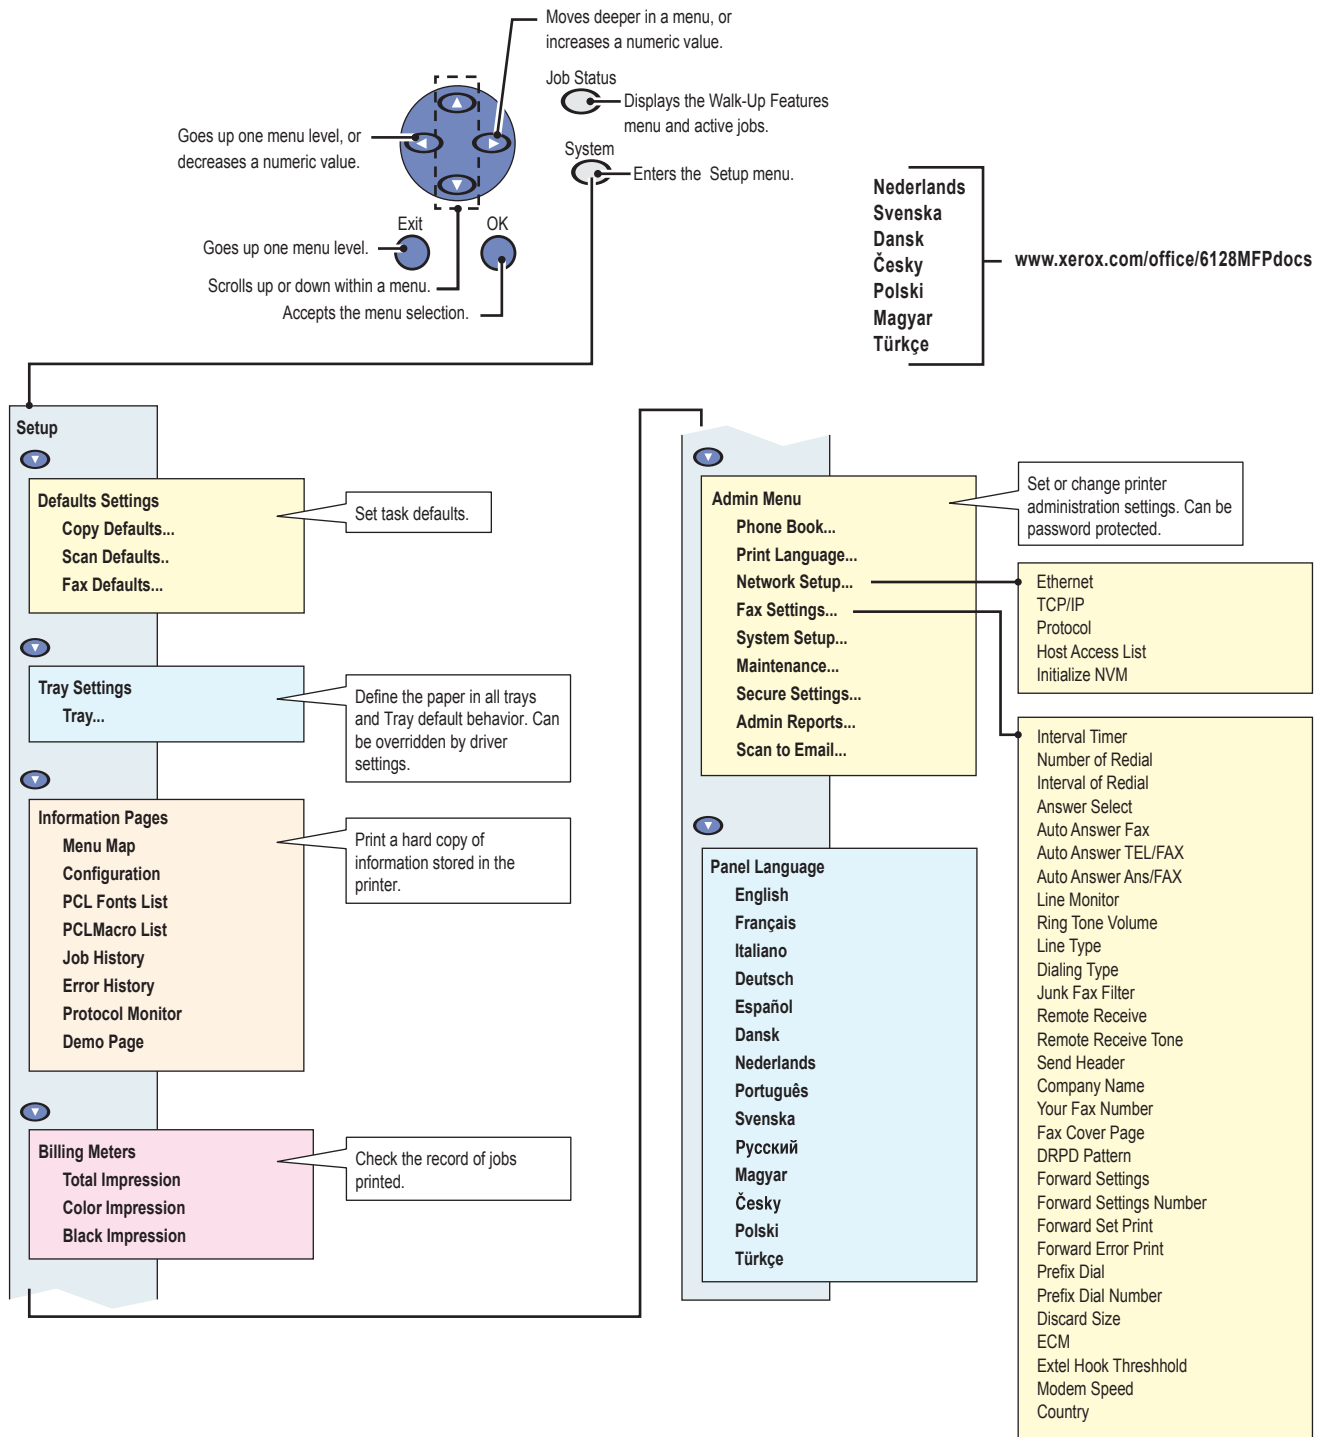 Moves deeper in a menu, or
increases a numeric value.
Job Status
Displays the Walk-Up Features
menu and active jobs.
Goes up one menu level, or
decreases a numeric value.
System
Enters the Setup menu.
Exit
OK
Goes up one menu level.
Scrolls up or down within a menu.
Accepts the menu selection.
Nederlands
Svenska
Dansk
Česky
Polski
Magyar
Türkçe
www.xerox.com/office/6128MFPdocs
Setup
Defaults Settings
Copy Defaults...
Scan Defaults..
Fax Defaults...
Set task defaults.
Tray Settings
Tray...
Define the paper in all trays
and Tray default behavior. Can
be overridden by driver
settings.
Information Pages
Menu Map
Configuration
PCL Fonts List
PCLMacro List
Job History
Error History
Protocol Monitor
Demo Page
Print a hard copy of
information stored in the
printer.
Billing Meters
Total Impression
Color Impression
Black Impression
Check the record of jobs
printed.
Admin Menu
Phone Book...
Print Language...
Network Setup...
Fax Settings...
System Setup...
Maintenance...
Secure Settings...
Admin Reports...
Scan to Email...
Set or change printer
administration settings. Can be
password protected.
Ethernet
TCP/IP
Protocol
Host Access List
Initialize NVM
Interval Timer
Number of Redial
Interval of Redial
Answer Select
Auto Answer Fax
Auto Answer TEL/FAX
Auto Answer Ans/FAX
Line Monitor
Ring Tone Volume
Line Type
Dialing Type
Junk Fax Filter
Remote Receive
Remote Receive Tone
Send Header
Company Name
Your Fax Number
Fax Cover Page
DRPD Pattern
Forward Settings
Forward Settings Number
Forward Set Print
Forward Error Print
Prefix Dial
Prefix Dial Number
Discard Size
ECM
Extel Hook Threshhold
Modem Speed
Country
Panel Language
English
Français
Italiano
Deutsch
Español
Dansk
Nederlands
Português
Svenska
Русский
Magyar
Česky
Polski
Türkçe